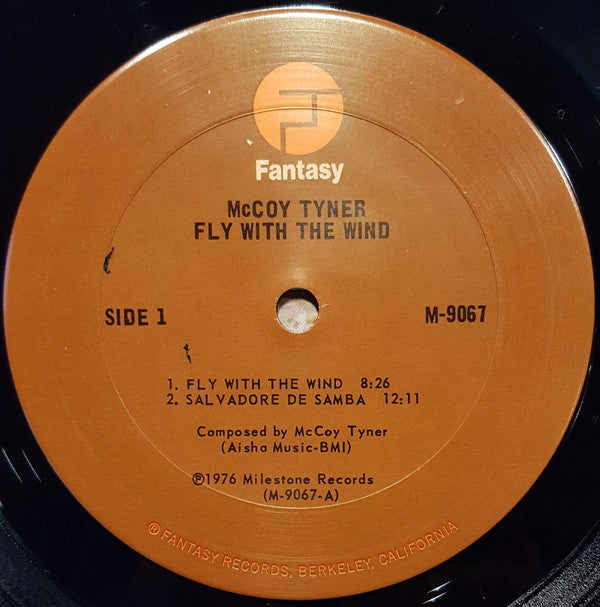 Fantasy
McCOY TYNER
FLY WITH THE WIND
SIDE 1
M-9067
1. FLY WITH THE WIND 8:26
2. SALVADORE DE SAMBA 12:11
Composed by McCoy Tyner
(Aisha Music-BMI)
℗1976 Milestone Records
(M-9067-A)
® FANTASY RECORDS, BERKELEY, CALIFORNIA